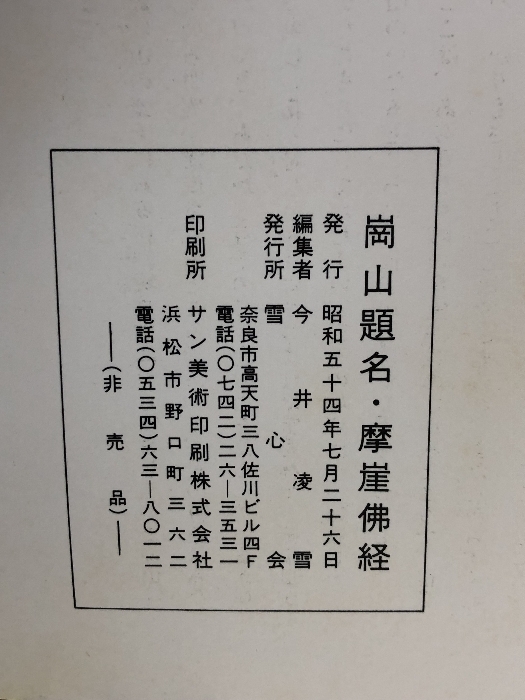 崗山題名・摩崖佛経
発行 昭和五十四年七月二十六日
編集者 今井凌雪
発行所 雪心会
奈良市高天町三八佐川ビル四F
電話(〇七四二)二六―三五三一
印刷所 サン美術印刷株式会社
浜松市野口町三六二
電話(〇五三四)六三―八〇一二
――(非売品)――